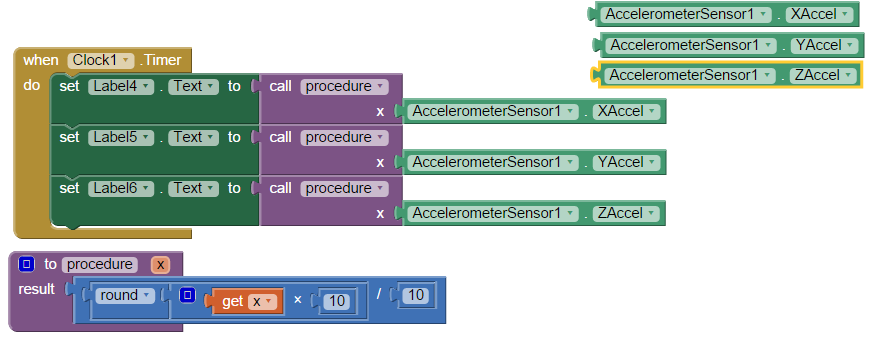 AccelerometerSensor1 . XAccel
AccelerometerSensor1 . YAccel
AccelerometerSensor1 . ZAccel
when Clock1 .Timer
do set Label4 . Text to call procedure
x AccelerometerSensor1 . XAccel
set Label5 . Text to call procedure
x AccelerometerSensor1 . YAccel
set Label6 . Text to call procedure
x AccelerometerSensor1 . ZAccel
to procedure x
result round get x × 10 / 10